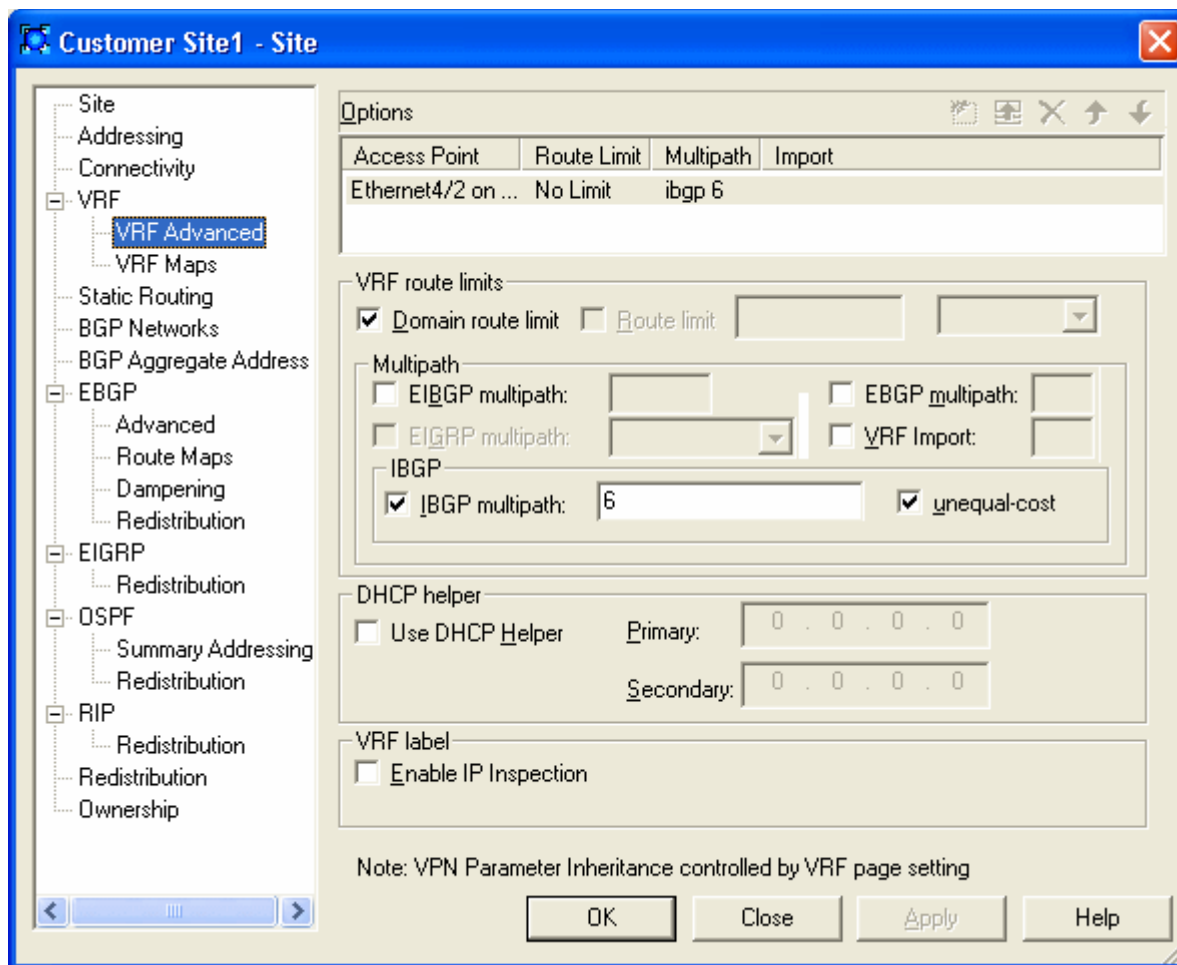 Customer Site1 - Site
Site
Addressing
Connectivity
VRF
VRF Advanced
VRF Maps
Static Routing
BGP Networks
BGP Aggregate Address
EBGP
Advanced
Route Maps
Dampening
Redistribution
EIGRP
Redistribution
OSPF
Summary Addressing
Redistribution
RIP
Redistribution
Redistribution
Ownership
Options
Access Point Route Limit Multipath Import
Ethernet4/2 on ... No Limit ibgp 6
VRF route limits
Domain route limit Route limit
Multipath
EIBGP multipath: EBGP multipath:
EIGRP multipath: VRF Import:
IBGP
IBGP multipath: 6 unequal-cost
DHCP helper
Use DHCP Helper Primary: 0 . 0 . 0 . 0
Secondary: 0 . 0 . 0 . 0
VRF label
Enable IP Inspection
Note: VPN Parameter Inheritance controlled by VRF page setting
OK Close Apply Help